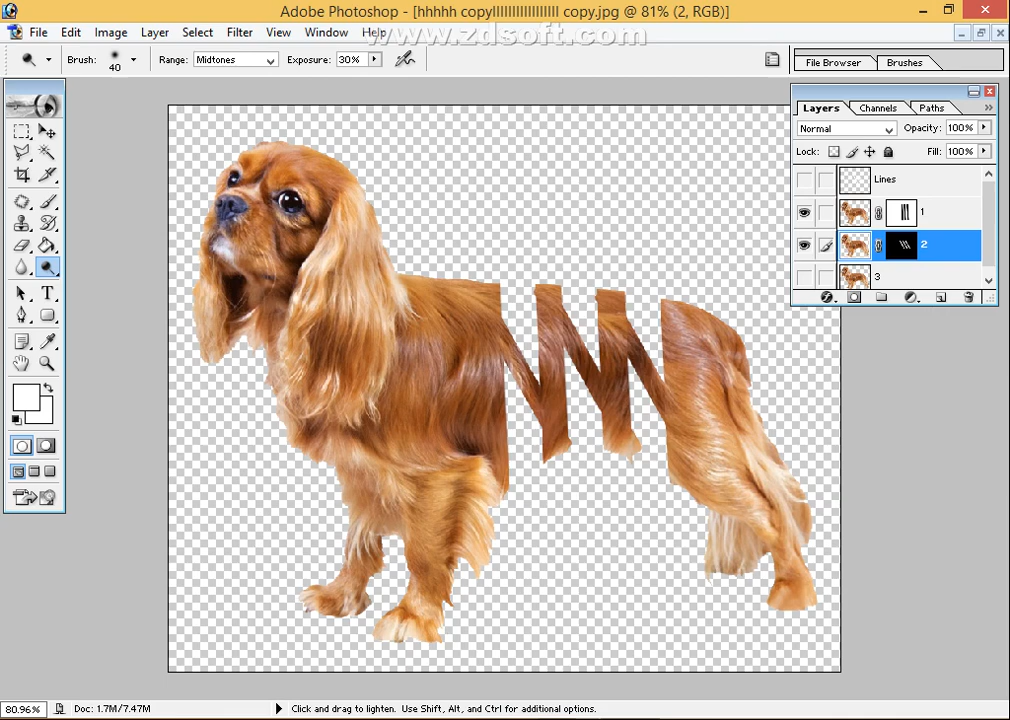 Adobe Photoshop - [hhhhh copyllllllllllllllll copy.jpg @ 81% (2, RGB)]
File Edit Image Layer Select Filter View Window Help
www.zdsoft.com
Brush: 40 Range: Midtones Exposure: 30% File Browser Brushes
Layers Channels Paths
Normal Opacity: 100%
Lock: Fill: 100%
Lines
1
2
3
T
80.96% Doc: 1.7M/7.47M Click and drag to lighten. Use Shift, Alt, and Ctrl for additional options.